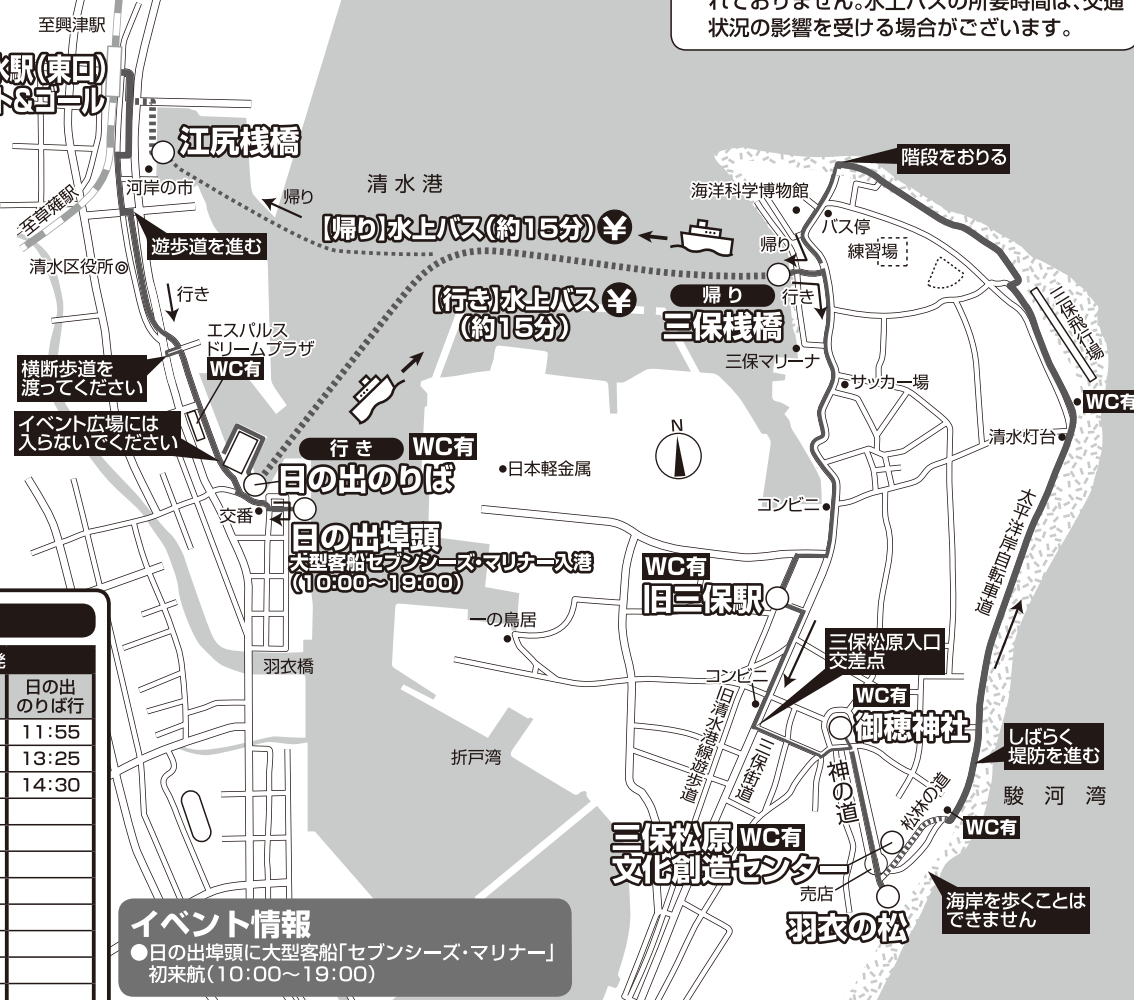 れておりません。水上バスの所要時間は、交通
状況の影響を受ける場合がございます。
至興津駅
水駅(東口)
ト&ゴール
江尻桟橋
河岸の市
至草薙駅
遊歩道を進む
清水区役所◎
行き
エスパルス
ドリームプラザ
WC有
横断歩道を
渡ってください
イベント広場には
入らないでください
清水港
帰り
【帰り】水上バス(約15分)¥
【行き】水上バス ¥
(約15分)
行き
WC有
日の出のりば
交番
日の出埠頭
大型客船セブンシーズ・マリナー入港
(10:00〜19:00)
羽衣橋
階段をおりる
海洋科学博物館
バス停
練習場
帰り
行き
帰り
三保桟橋
三保マリーナ
三保飛行場
サッカー場
WC有
清水灯台
N
日本軽金属
コンビニ
太平洋岸自転車道
WC有
旧三保駅
一の鳥居
三保松原入口
交差点
コンビニ
WC有
御穂神社
旧清水港線遊歩道
三保街道
神の道
しばらく
堤防を進む
駿河湾
折戸湾
松林の道
WC有
三保松原 WC有
文化創造センター
売店
羽衣の松
海岸を歩くことは
できません
発
日の出
のりば行
11:55
13:25
14:30
イベント情報
●日の出埠頭に大型客船「セブンシーズ・マリナー」
初来航(10:00〜19:00)